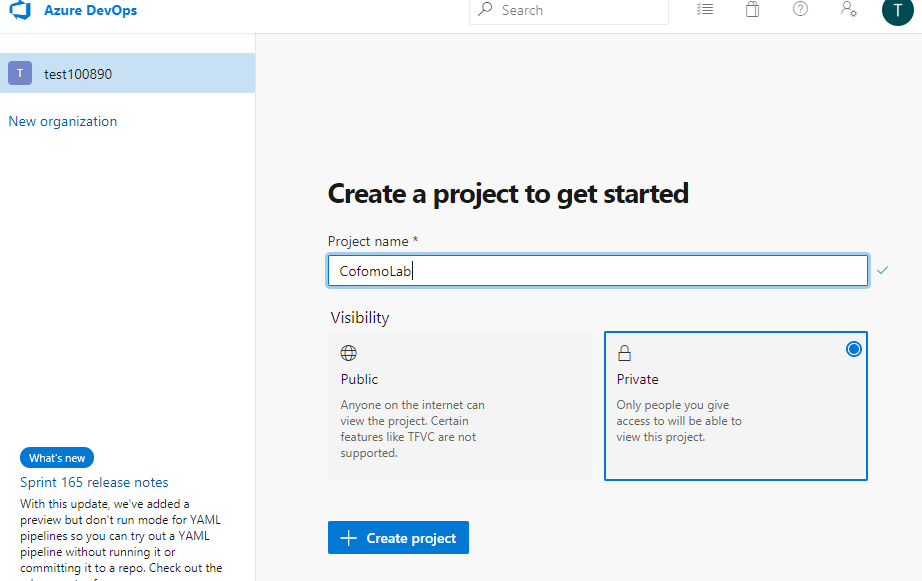 Azure DevOps
Search
T
T
test100890
New organization
Create a project to get started
Project name *
CofomoLab
Visibility
Public
Anyone on the internet can
view the project. Certain
features like TFVC are not
supported.
Private
Only people you give
access to will be able to
view this project.
Create project
What's new
Sprint 165 release notes
With this update, we've added a
preview but don't run mode for YAML
pipelines so you can try out a YAML
pipeline without running it or
committing it to a repo. Check out the